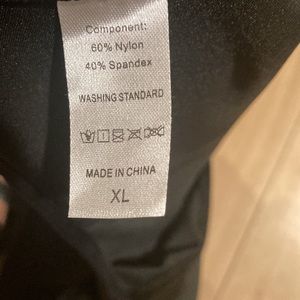 Component:
60% Nylon
40% Spandex
WASHING STANDARD
MADE IN CHINA
XL